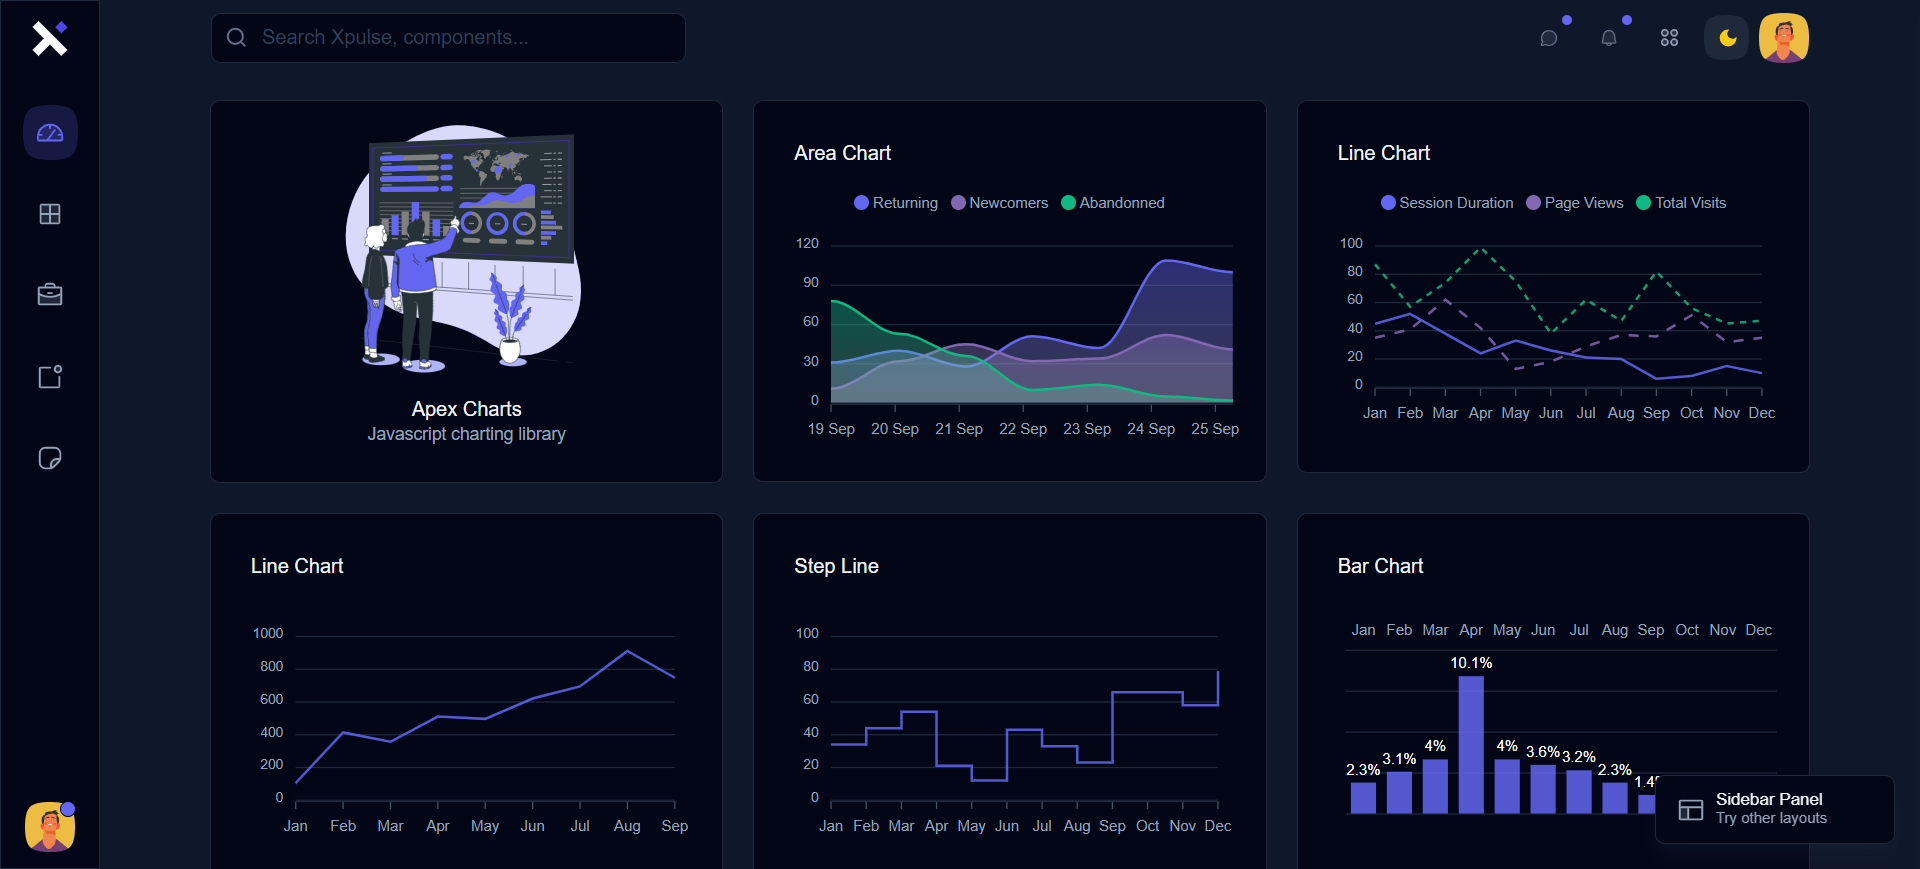 Search Xpulse, components...
Apex Charts
Javascript charting library
Area Chart
Returning Newcomers Abandonned
120
90
60
30
0
19 Sep 20 Sep 21 Sep 22 Sep 23 Sep 24 Sep 25 Sep
Line Chart
Session Duration Page Views Total Visits
100
80
60
40
20
0
Jan Feb Mar Apr May Jun Jul Aug Sep Oct Nov Dec
Line Chart
1000
800
600
400
200
0
Jan Feb Mar Apr May Jun Jul Aug Sep
Step Line
100
80
60
40
20
0
Jan Feb Mar Apr May Jun Jul Aug Sep Oct Nov Dec
Bar Chart
Jan Feb Mar Apr May Jun Jul Aug Sep Oct Nov Dec
10.1%
2.3% 3.1% 4% 4% 3.6% 3.2% 2.3%
Sidebar Panel
Try other layouts